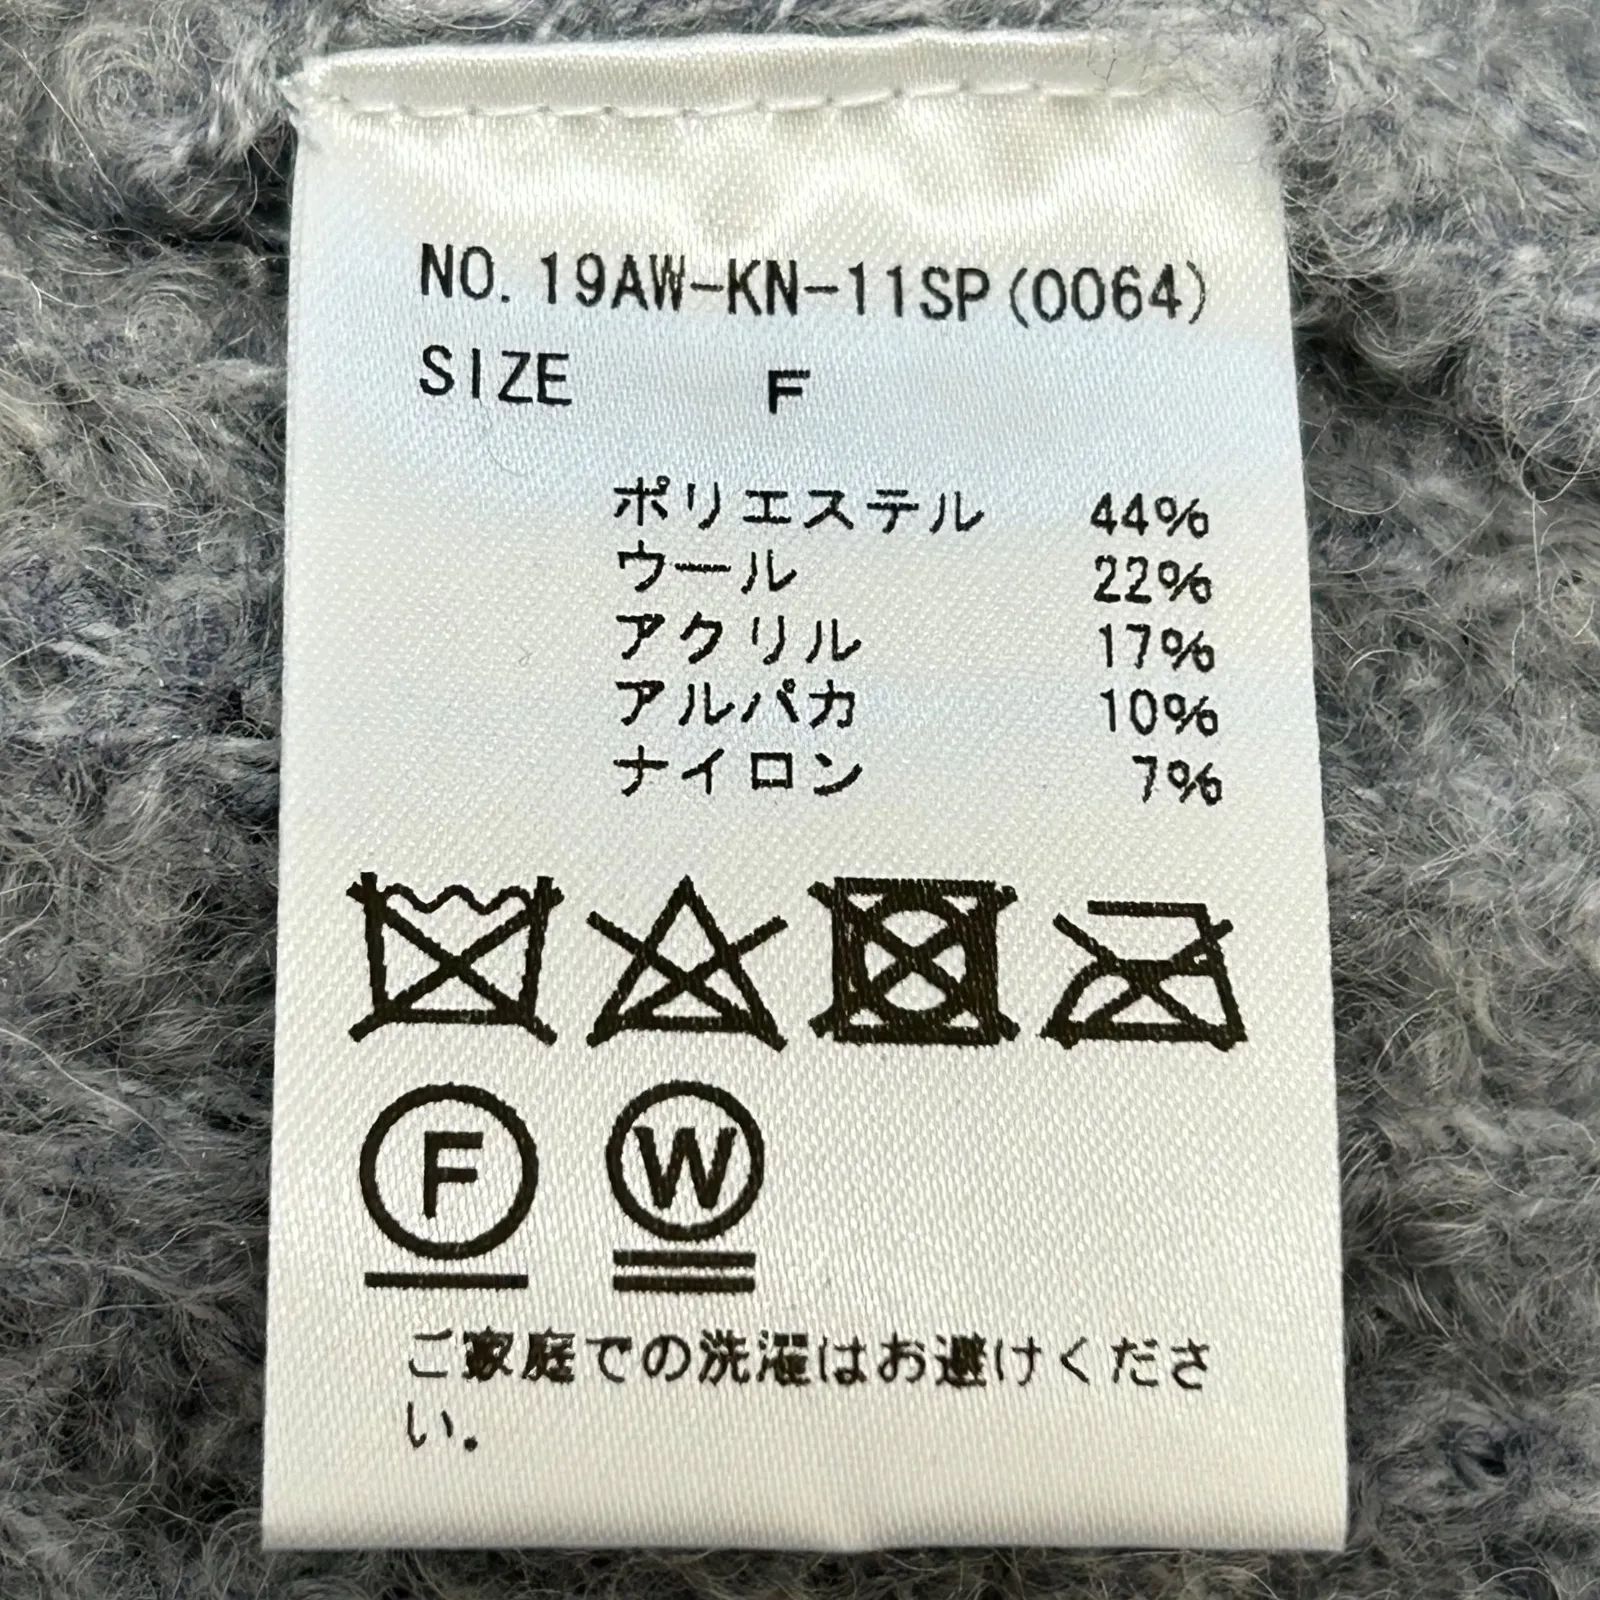 NO. 19AW-KN-11SP(0064)
SIZE F
ポリエステル 44%
ウール 22%
アクリル 17%
アルパカ 10%
ナイロン 7%
F W
ご家庭での洗濯はお避けくださ
い。